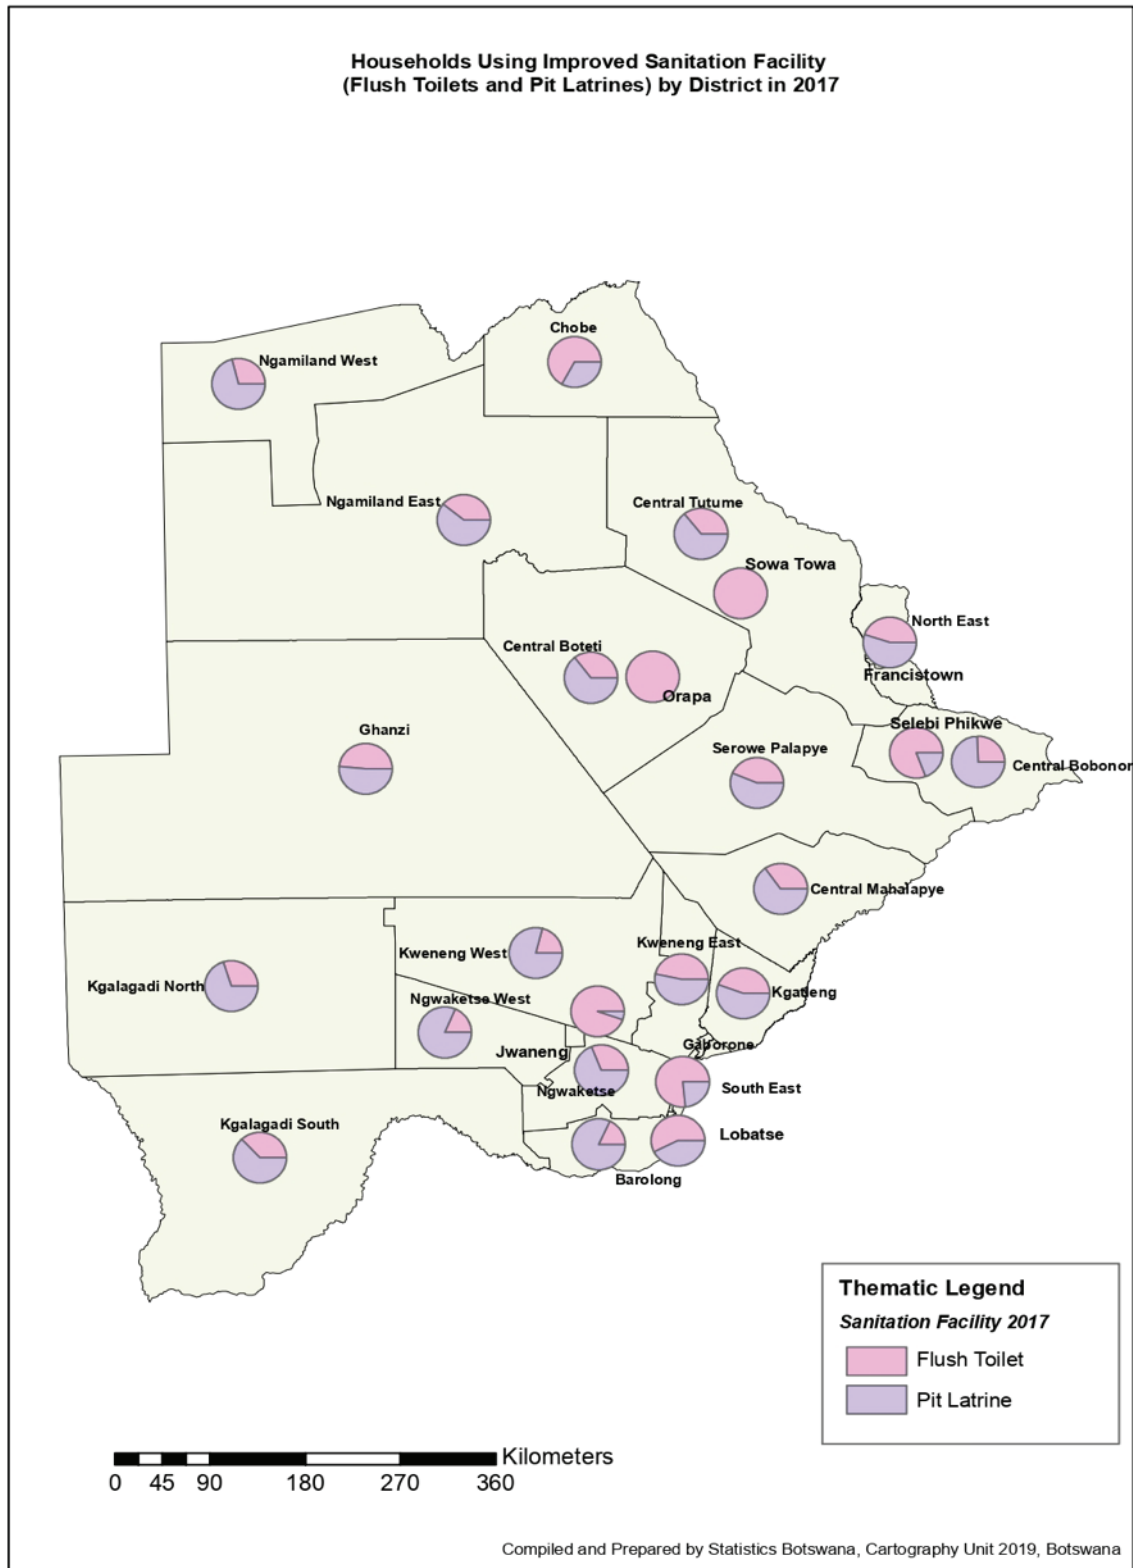 Households Using Improved Sanitation Facility
(Flush Toilets and Pit Latrines) by District in 2017
Chobe
Ngamiland West
Ngamiland East
Central Tutume
Sowa Towa
North East
Central Boteti
Francistown
Orapa
Selebi Phikwe
Ghanzi
Serowe Palapye
Central Bobonon
Central Mahalapye
Kweneng East
Kweneng West
Kgalagadi North
Kgatleng
Ngwaketse West
Gaborone
Jwaneng
South East
Ngwaketse
Kgalagadi South
Lobatse
Barolong
Thematic Legend
Sanitation Facility 2017
Flush Toilet
Pit Latrine
Kilometers
0 45 90 180 270 360
Compiled and Prepared by Statistics Botswana, Cartography Unit 2019, Botswana